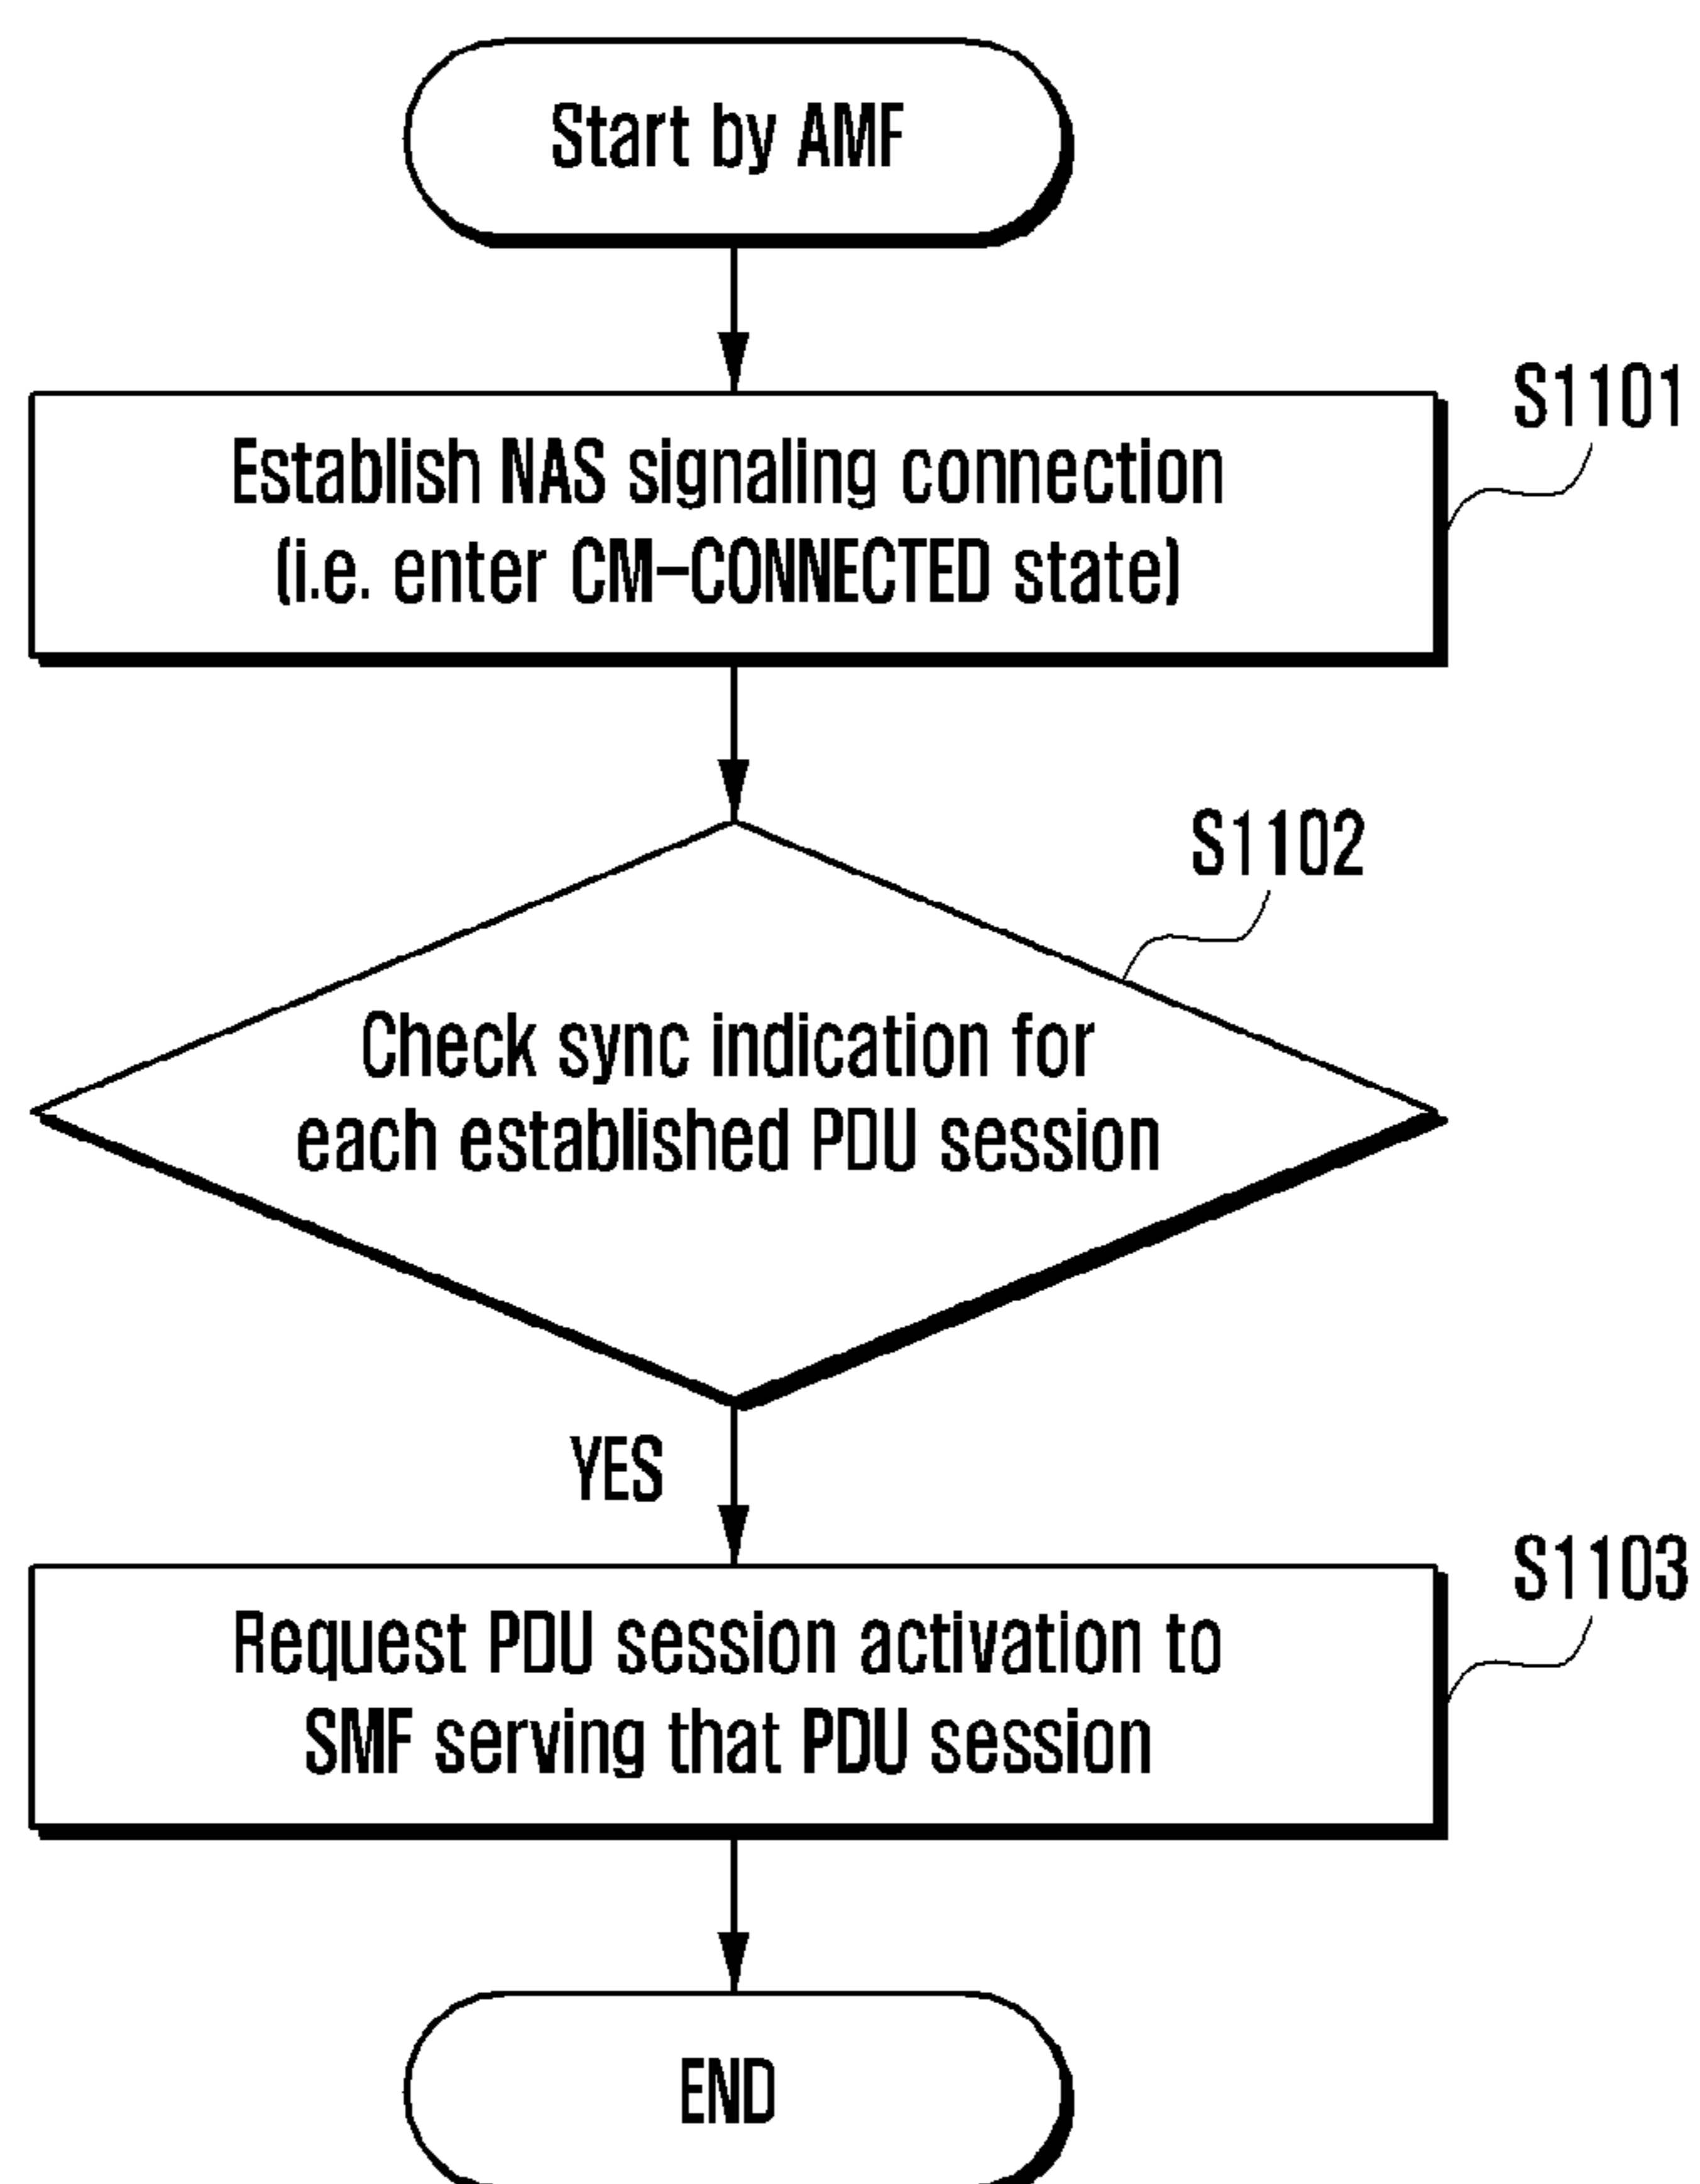 Start by AMF
S1101
Establish NAS signaling connection
(i.e. enter CM-CONNECTED state)
S1102
Check sync indication for
each established PDU session
YES
S1103
Request PDU session activation to
SMF serving that PDU session
END